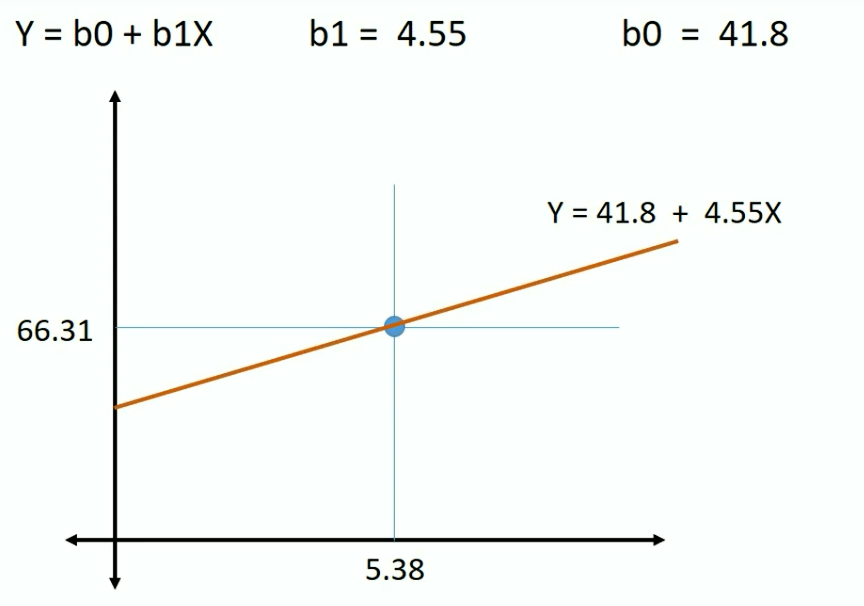 Y = b0 + b1X b1 = 4.55 b0 = 41.8
Y = 41.8 + 4.55X
66.31
5.38